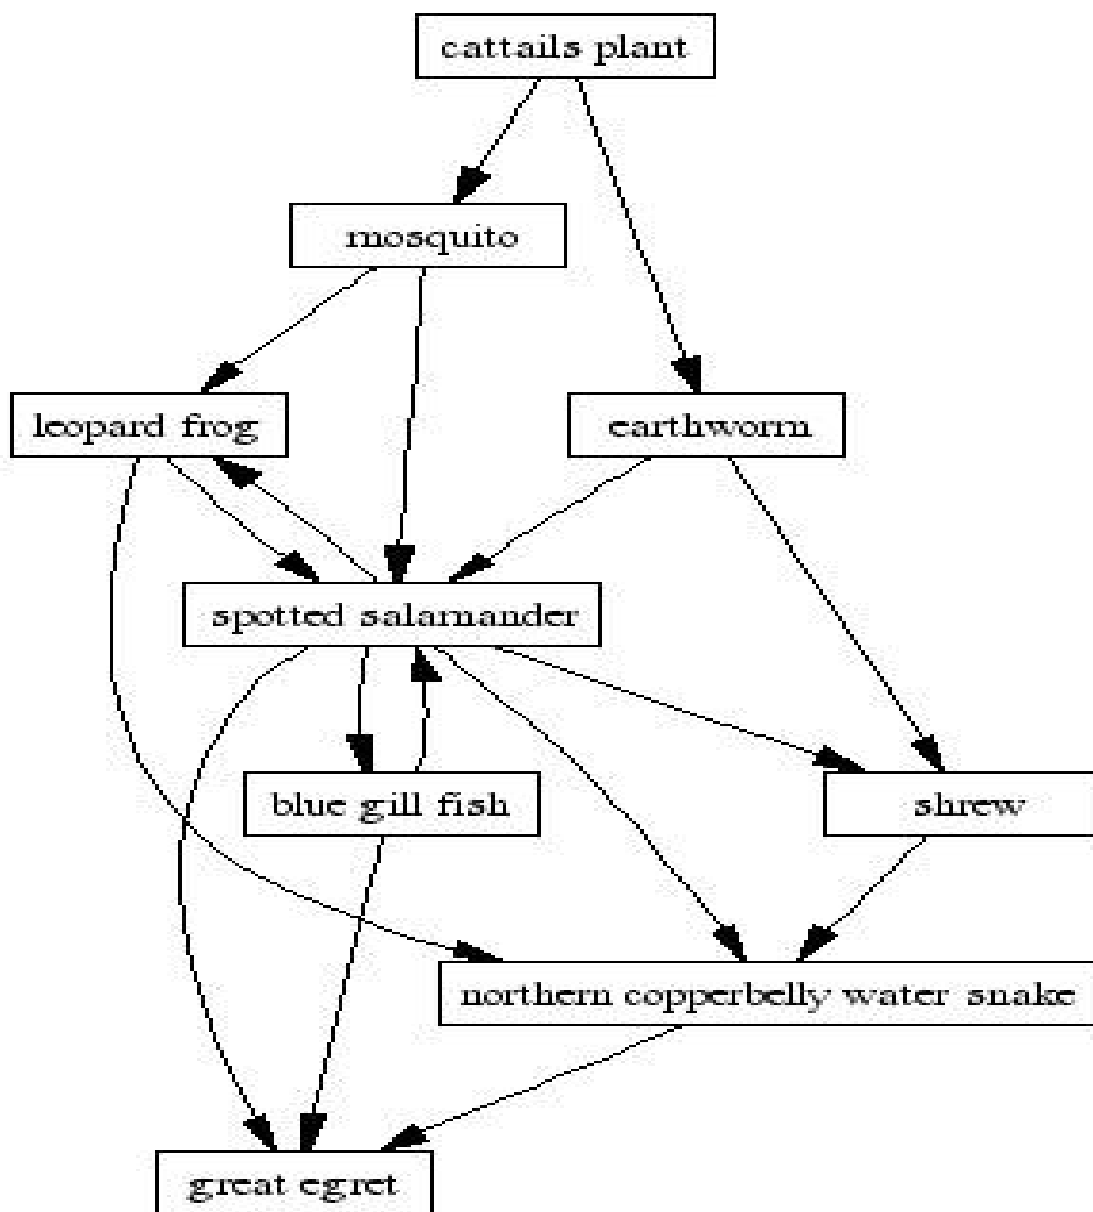 cattails plant
mosquito
leopard frog
earthworm
spotted salamander
blue gill fish
shrew
northern copperbelly water snake
great egret